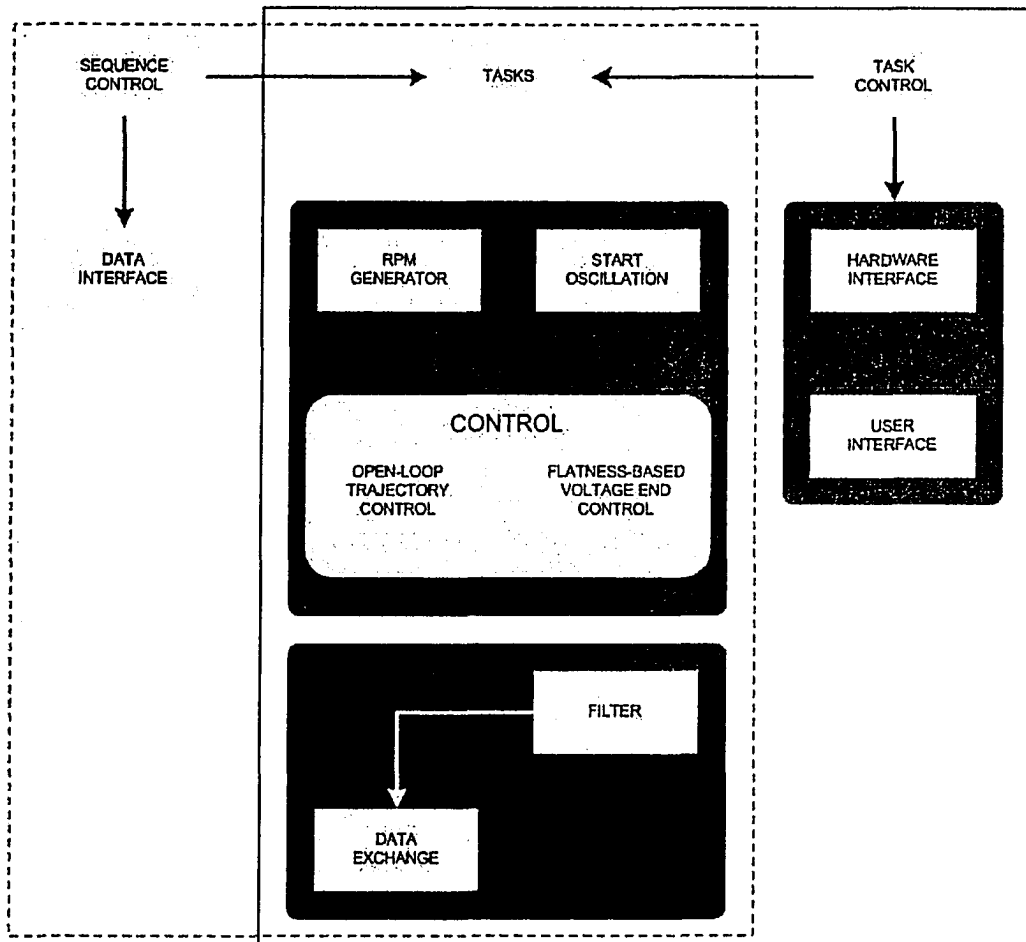 SEQUENCE
CONTROL
TASKS
TASK
CONTROL
DATA
INTERFACE
RPM
GENERATOR
START
OSCILLATION
HARDWARE
INTERFACE
CONTROL
OPEN-LOOP
TRAJECTORY
CONTROL
FLATNESS-BASED
VOLTAGE END
CONTROL
USER
INTERFACE
FILTER
DATA
EXCHANGE